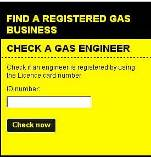 FIND A REGISTERED GAS
BUSINESS
CHECK A GAS ENGINEER
Check if an engineer is registered by using
the Licence card number
ID number:
Check now